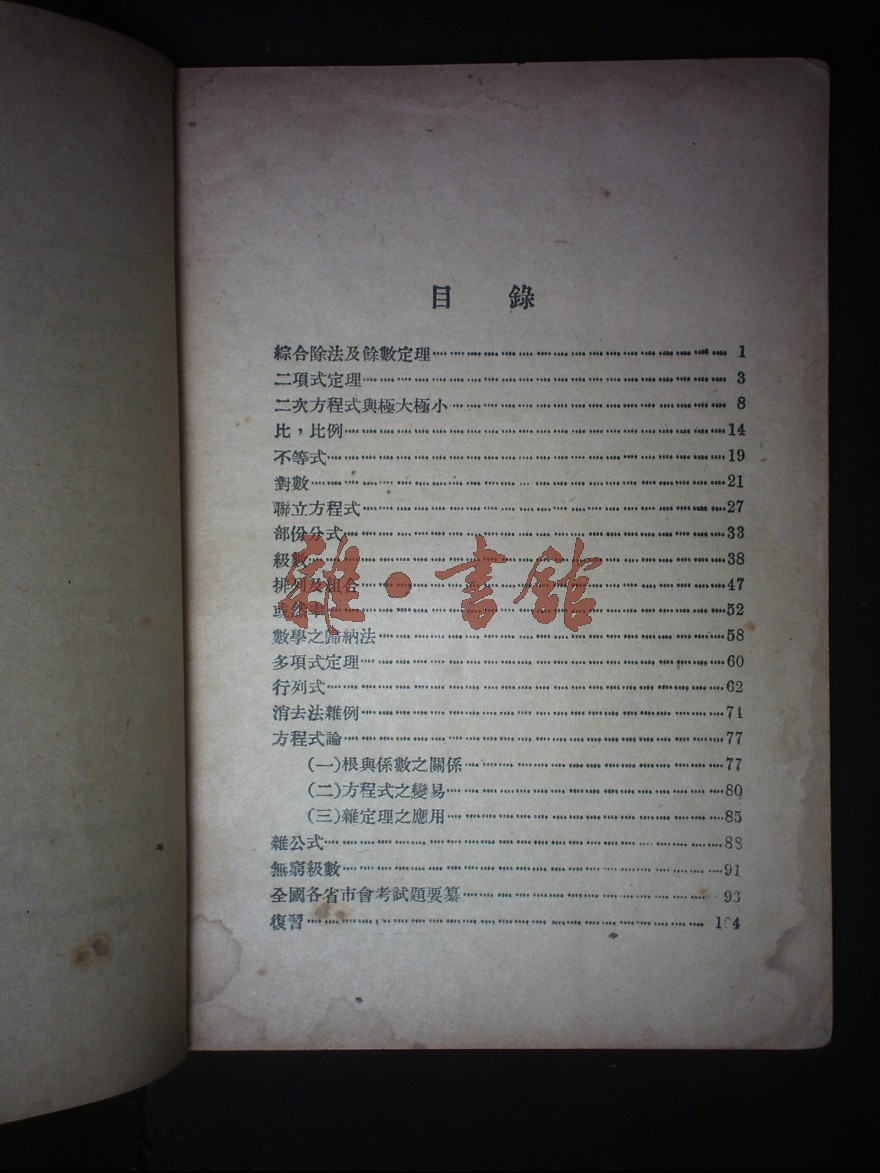 目 錄
綜合除法及餘數定理 1
二項式定理 3
二次方程式與極大極小 8
比，比例 14
不等式 19
對數 21
聯立方程式 27
部份分式 33
級數 38
排列及組合 47
或然率 52
數學之歸納法 58
多項式定理 60
行列式 62
消去法雜例 74
方程式論 77
(一)根與係數之關係 77
(二)方程式之變易 80
(三)雜定理之應用 85
雜公式 88
無窮級數 91
全國各省市會考試題要纂 93
復習
雜·書館